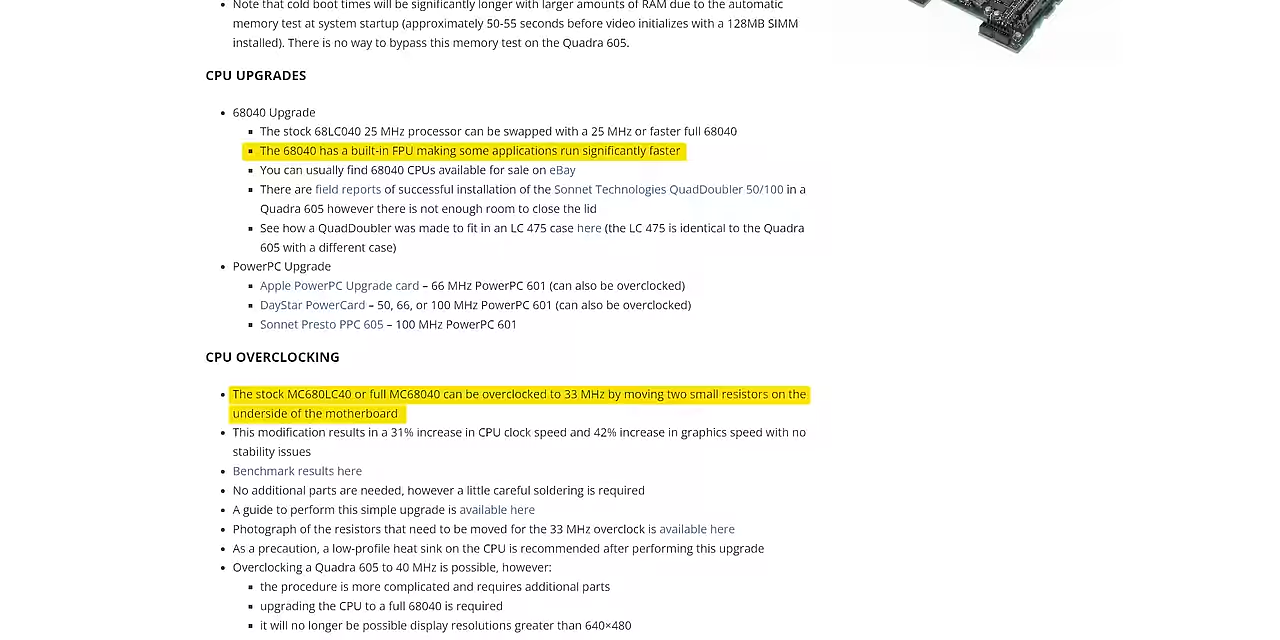 • Note that cold boot times will be significantly longer with larger amounts of RAM due to the automatic
memory test at system startup (approximately 50-55 seconds before video initializes with a 128MB SIMM
installed). There is no way to bypass this memory test on the Quadra 605.
CPU UPGRADES
• 68040 Upgrade
▪ The stock 68LC040 25 MHz processor can be swapped with a 25 MHz or faster full 68040
▪ The 68040 has a built-in FPU making some applications run significantly faster
▪ You can usually find 68040 CPUs available for sale on eBay
▪ There are field reports of successful installation of the Sonnet Technologies QuadDoubler 50/100 in a
Quadra 605 however there is not enough room to close the lid
▪ See how a QuadDoubler was made to fit in an LC 475 case here (the LC 475 is identical to the Quadra
605 with a different case)
• PowerPC Upgrade
▪ Apple PowerPC Upgrade card – 66 MHz PowerPC 601 (can also be overclocked)
▪ DayStar PowerCard – 50, 66, or 100 MHz PowerPC 601 (can also be overclocked)
▪ Sonnet Presto PPC 605 – 100 MHz PowerPC 601
CPU OVERCLOCKING
• The stock MC680LC40 or full MC68040 can be overclocked to 33 MHz by moving two small resistors on the
underside of the motherboard
• This modification results in a 31% increase in CPU clock speed and 42% increase in graphics speed with no
stability issues
• Benchmark results here
• No additional parts are needed, however a little careful soldering is required
• A guide to perform this simple upgrade is available here
• Photograph of the resistors that need to be moved for the 33 MHz overclock is available here
• As a precaution, a low-profile heat sink on the CPU is recommended after performing this upgrade
• Overclocking a Quadra 605 to 40 MHz is possible, however:
▪ the procedure is more complicated and requires additional parts
▪ upgrading the CPU to a full 68040 is required
▪ it will no longer be possible display resolutions greater than 640×480